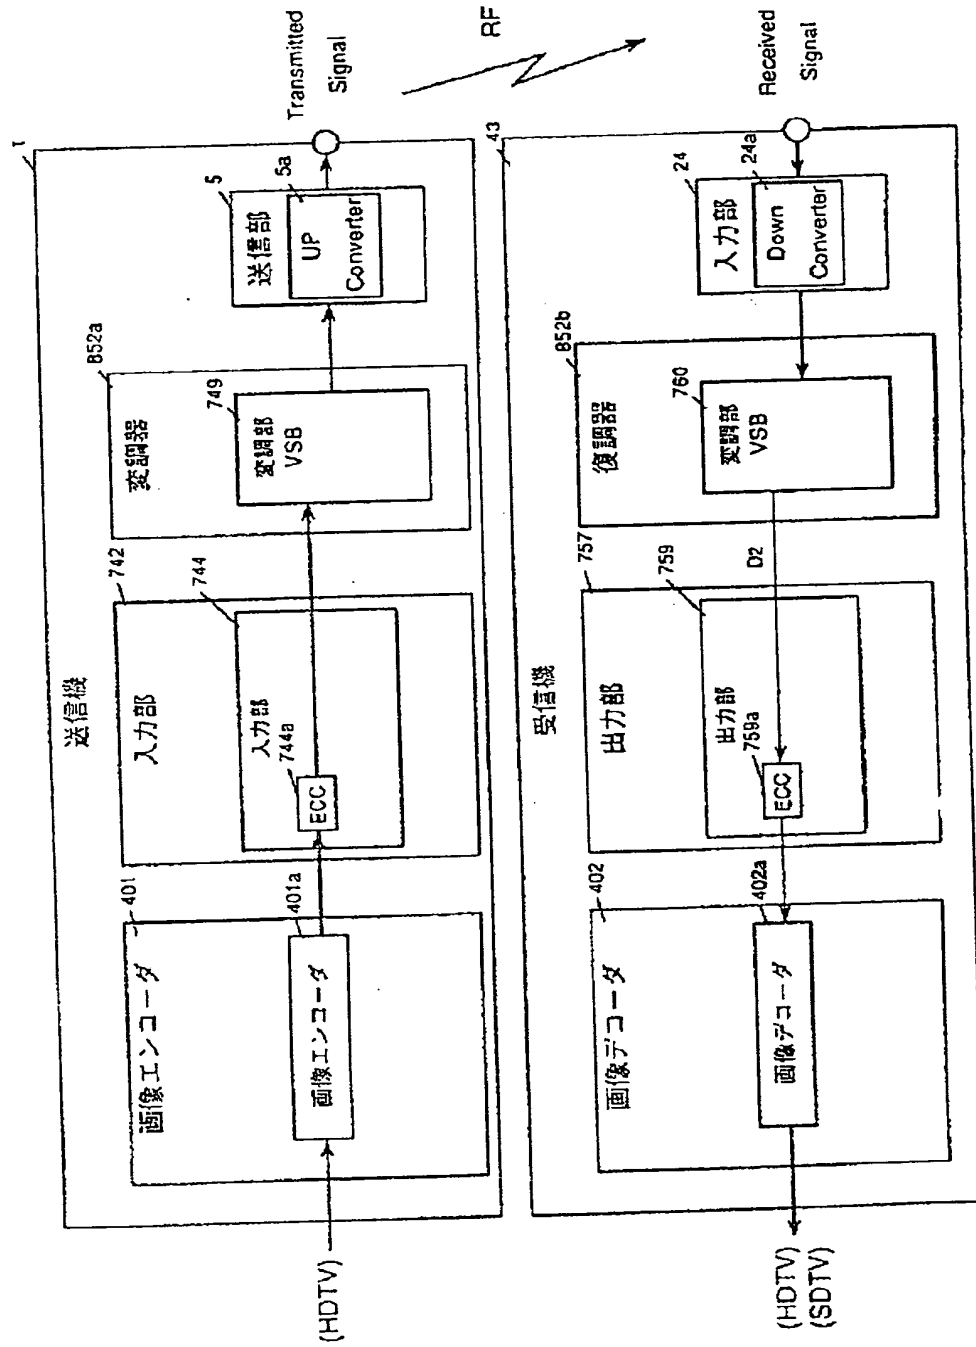 送信機
1
画像エンコーダ
401
画像エンコーダ
401a
(HDTV)
入力部
742
入力部
744
744a
ECC
変調器
852a
変調部
VSB
749
送信部
5
UP
Converter
5a
Transmitted
Signal
RF
受信機
43
画像デコーダ
402
画像デコーダ
402a
(HDTV)
(SDTV)
出力部
757
出力部
759
759a
ECC
D2
復調器
852b
変調部
VSB
760
入力部
24
Down
Converter
24a
Received
Signal